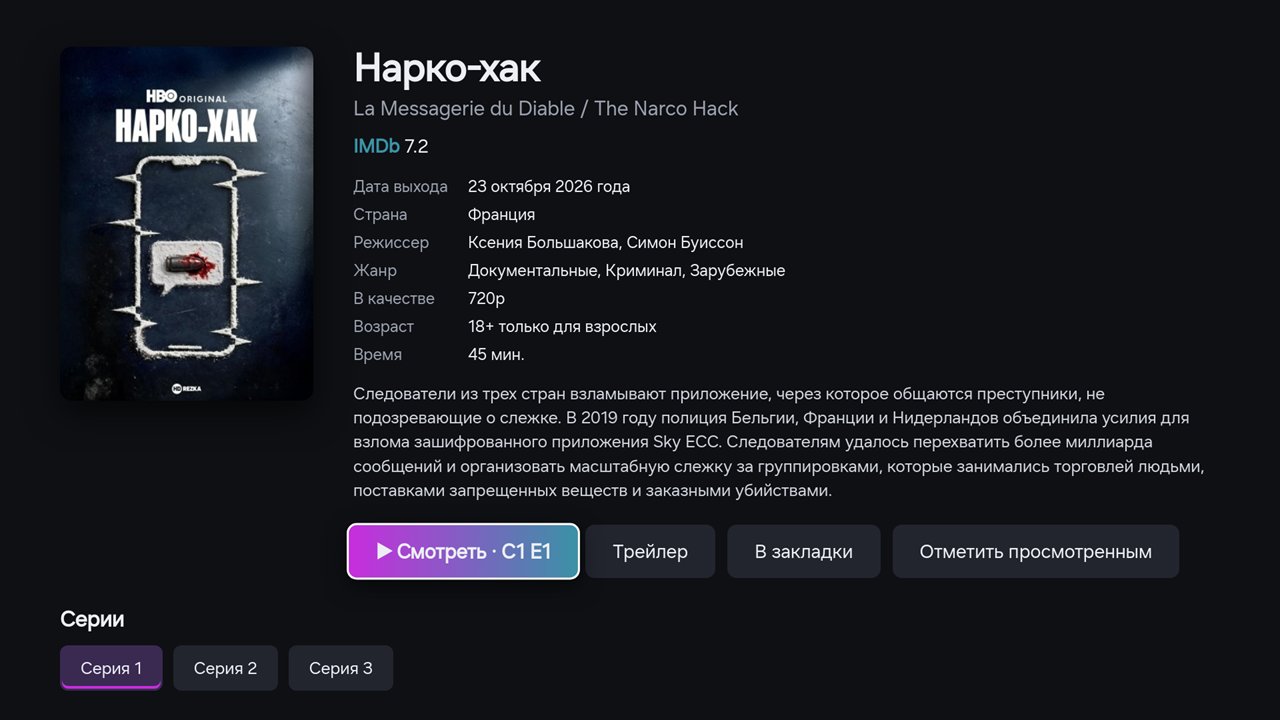 HBO ORIGINAL
НАРКО-ХАК
HD REZKA
Нарко-хак
La Messagerie du Diable / The Narco Hack
IMDb 7.2
Дата выхода 23 октября 2026 года
Страна Франция
Режиссер Ксения Большакова, Симон Буиссон
Жанр Документальные, Криминал, Зарубежные
В качестве 720p
Возраст 18+ только для взрослых
Время 45 мин.
Следователи из трех стран взламывают приложение, через которое общаются преступники, не
подозревающие о слежке. В 2019 году полиция Бельгии, Франции и Нидерландов объединила усилия для
взлома зашифрованного приложения Sky ECC. Следователям удалось перехватить более миллиарда
сообщений и организовать масштабную слежку за группировками, которые занимались торговлей людьми,
поставками запрещенных веществ и заказными убийствами.
▶ Смотреть · С1 E1 Трейлер В закладки Отметить просмотренным
Серии
Серия 1 Серия 2 Серия 3